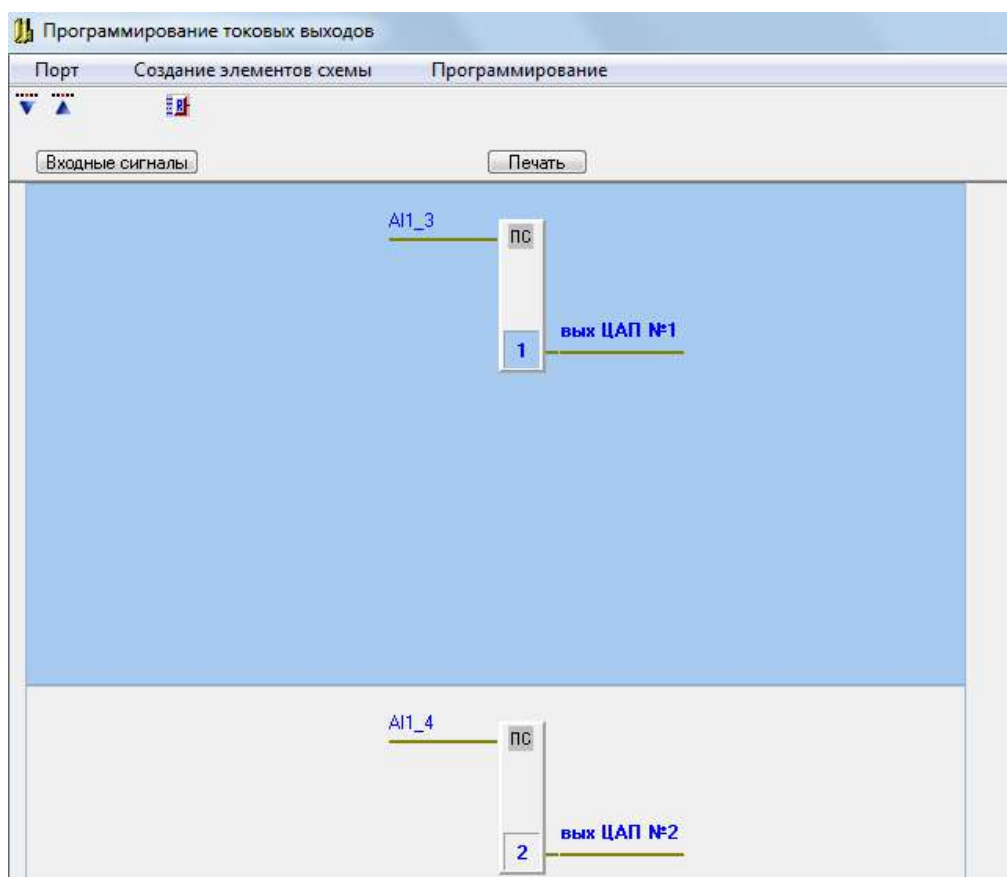 Программирование токовых выходов
Порт Создание элементов схемы Программирование
Входные сигналы Печать
AI1_3
ПС
вых ЦАП №1
1
AI1_4
ПС
вых ЦАП №2
2